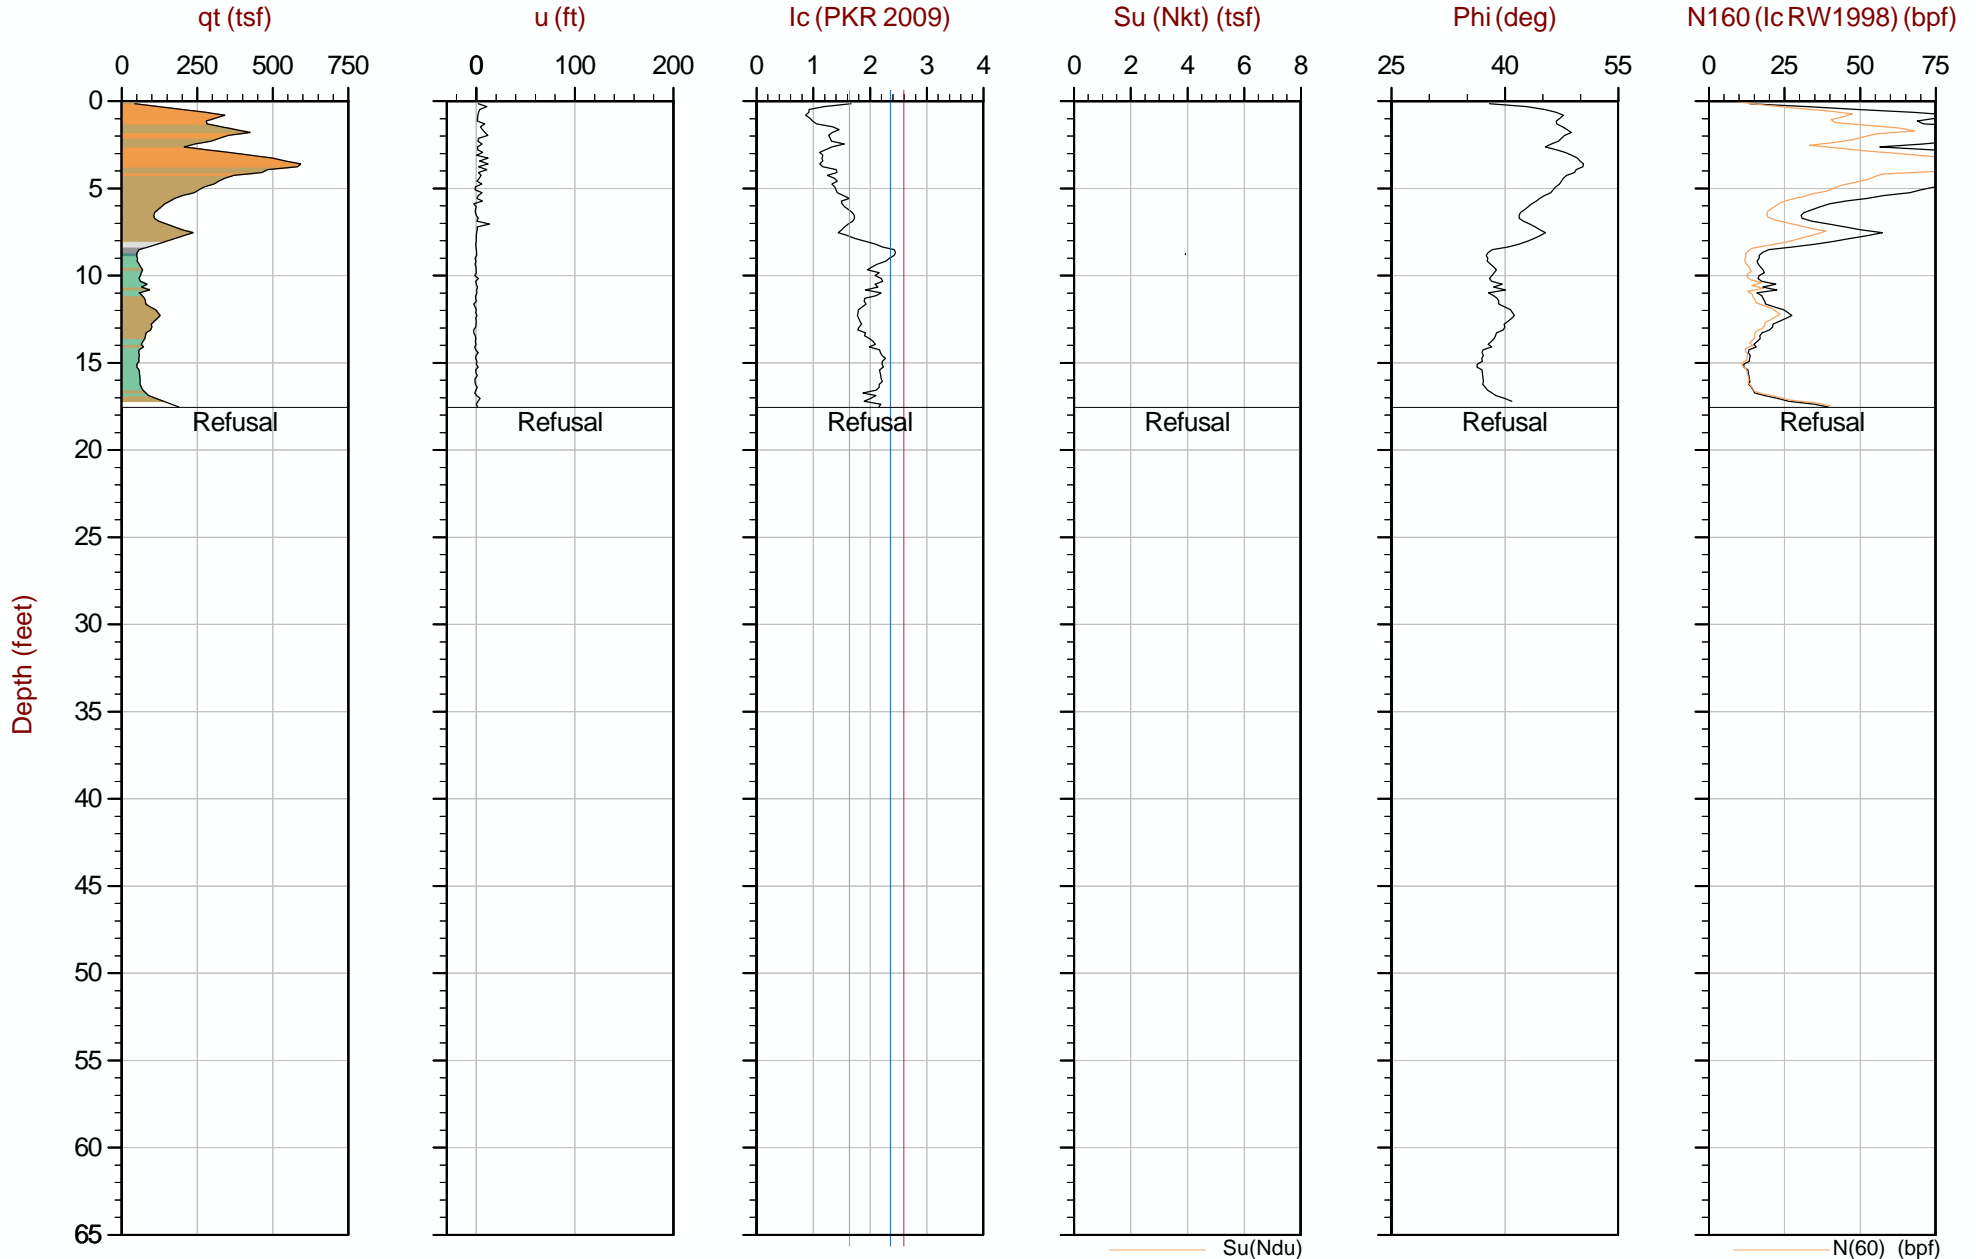 qt (tsf) u (ft) Ic (PKR 2009) Su (Nkt) (tsf) Phi (deg) N160 (Ic RW1998) (bpf)
0 250 500 750 0 100 200 0 1 2 3 4 0 2 4 6 8 25 40 55 0 25 50 75
0
5
10
15
Refusal Refusal Refusal Refusal Refusal Refusal
20
25
30
Depth (feet)
35
40
45
50
55
60
65
Su(Ndu) N(60) (bpf)